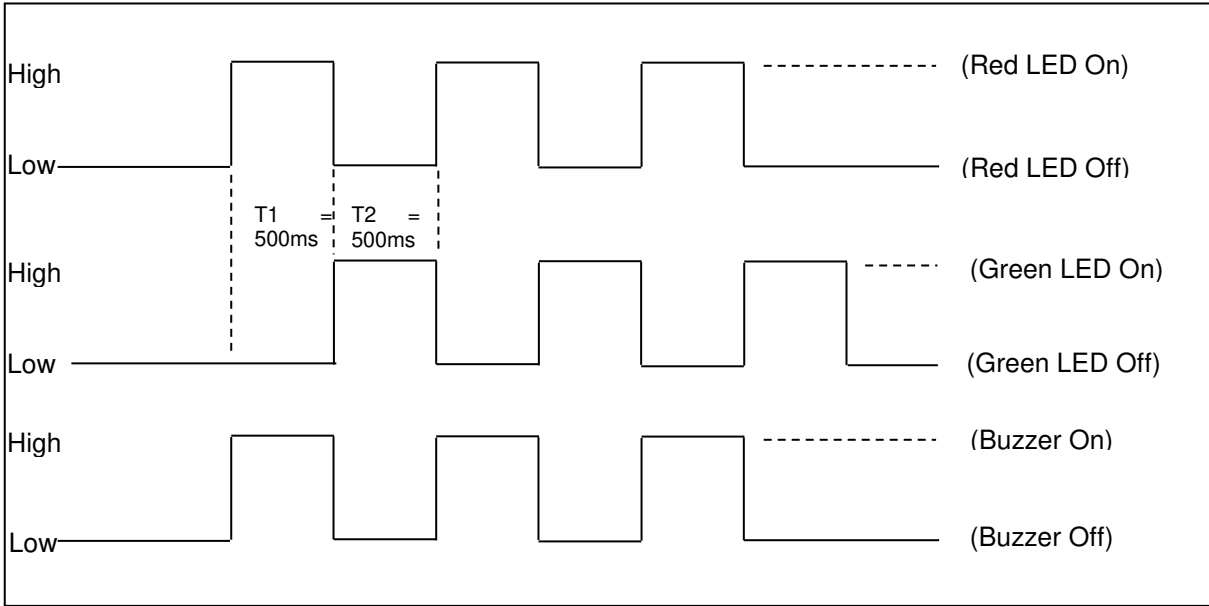 High
(Red LED On)
Low
(Red LED Off)
T1 =
500ms
T2 =
500ms
High
(Green LED On)
Low
(Green LED Off)
High
(Buzzer On)
Low
(Buzzer Off)